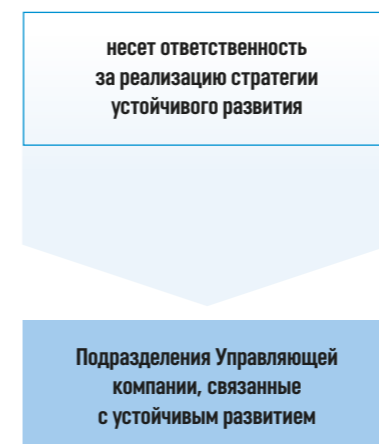 несет ответственность
за реализацию стратегии
устойчивого развития
Подразделения Управляющей
компании, связанные
с устойчивым развитием